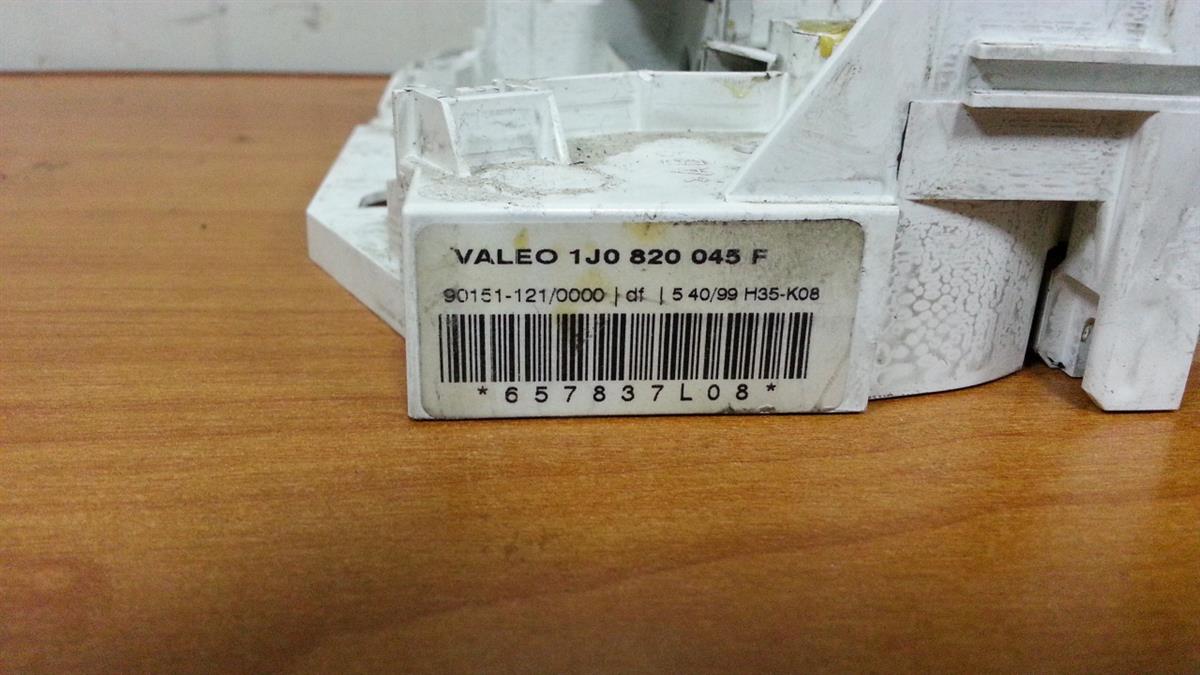 VALEO 1J0 820 045 F
90151-121/0000 | df | 5 40/99 H35-K08
*657837L08*